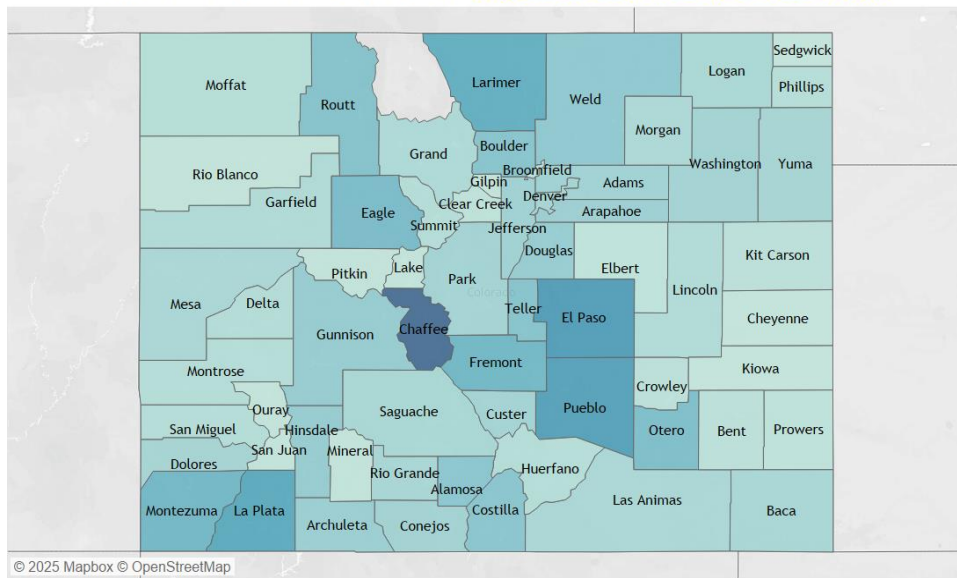 Sedgwick
Logan
Moffat
Larimer
Phillips
Weld
Routt
Morgan
Boulder
Grand
Washington
Yuma
Broomfield
Rio Blanco
Gilpin
Adams
Denver
Garfield
Clear Creek
Eagle
Arapahoe
Summit
Jefferson
Douglas
Kit Carson
Lake
Elbert
Pitkin
Park
Colorado
Lincoln
Mesa
Delta
Teller
El Paso
Cheyenne
Chaffee
Gunnison
Fremont
Kiowa
Montrose
Crowley
Ouray
Pueblo
Saguache
Custer
San Miguel
Hinsdale
Otero
Bent
Prowers
San Juan
Mineral
Dolores
Huerfano
Rio Grande
Alamosa
Las Animas
Montezuma
La Plata
Costilla
Baca
Archuleta
Conejos
© 2025 Mapbox © OpenStreetMap